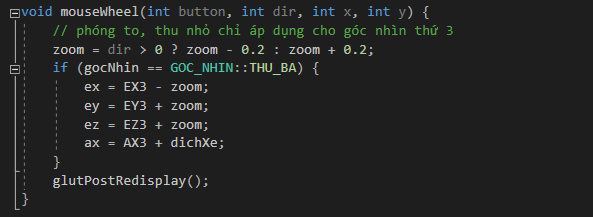 void mouseWheel(int button, int dir, int x, int y) {
// phóng to, thu nhỏ chỉ áp dụng cho góc nhìn thứ 3
zoom = dir > 0 ? zoom - 0.2 : zoom + 0.2;
if (gocNhin == GOC_NHIN::THU_BA) {
ex = EX3 - zoom;
ey = EY3 + zoom;
ez = EZ3 + zoom;
ax = AX3 + dichXe;
}
glutPostRedisplay();
}